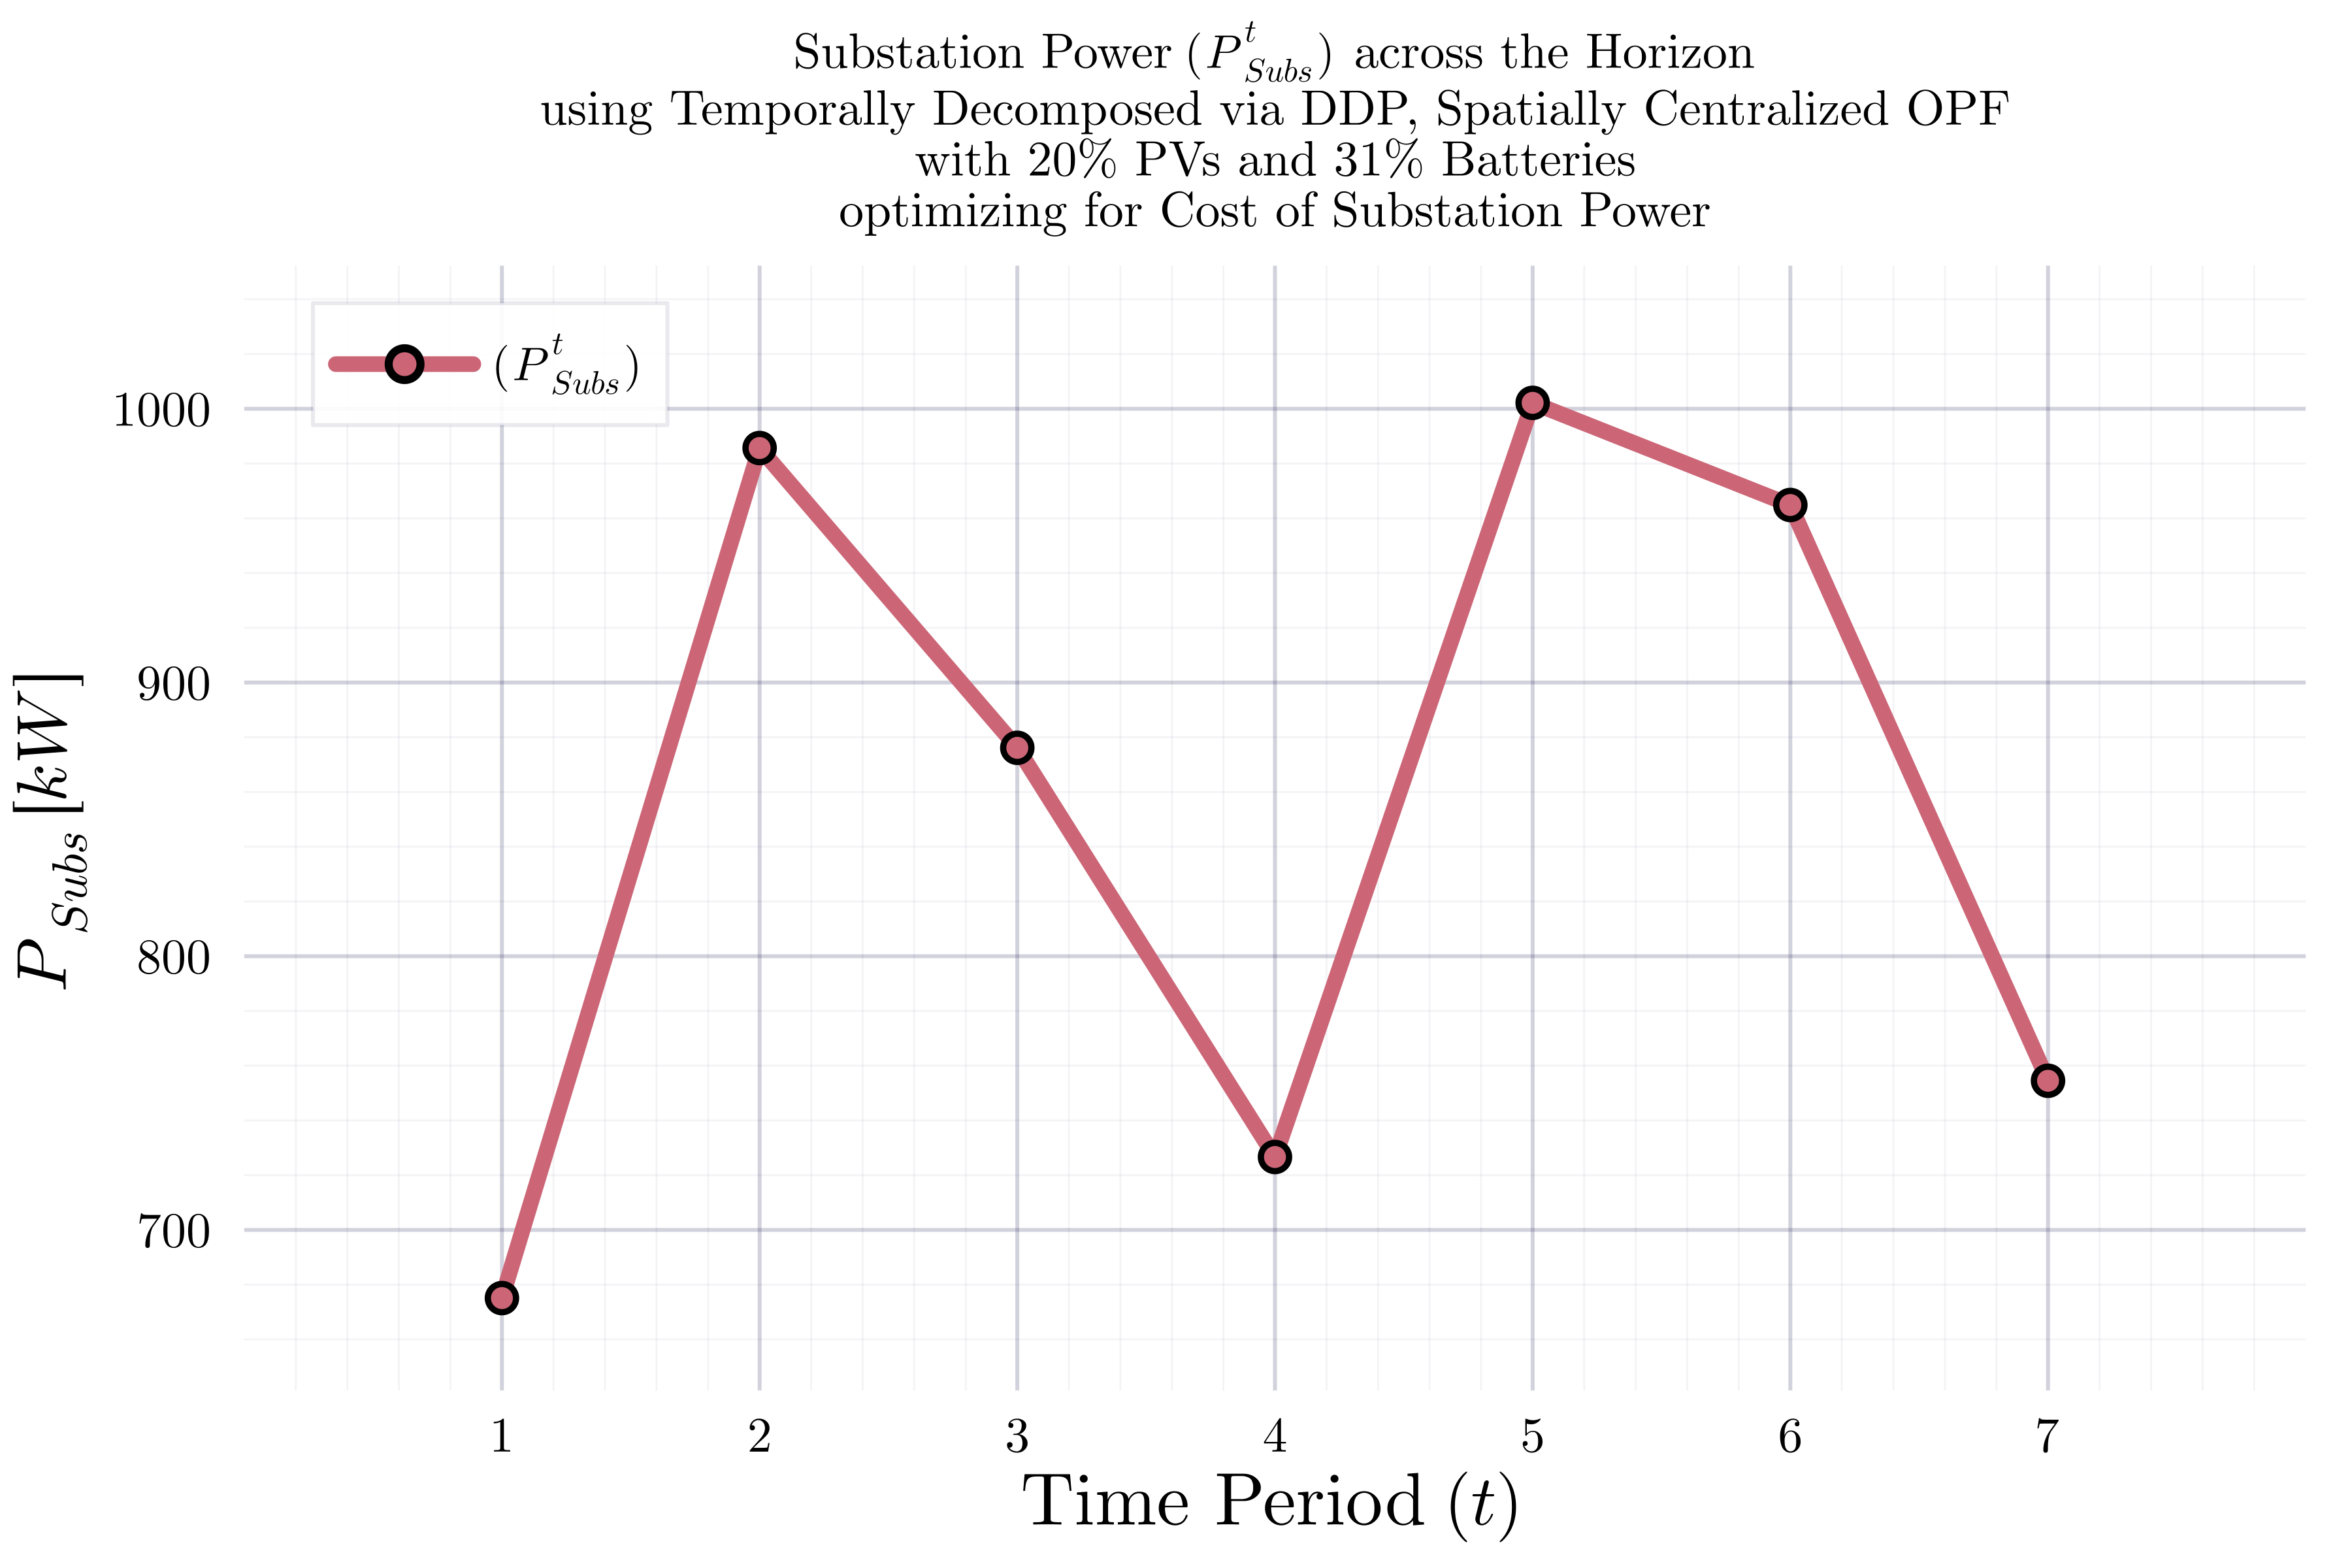 Substation Power (P^t_Subs) across the Horizon
using Temporally Decomposed via DDP, Spatially Centralized OPF
with 20% PVs and 31% Batteries
optimizing for Cost of Substation Power
(P^t_Subs)
1000
900
800
700
P_Subs [kW]
1 2 3 4 5 6 7
Time Period (t)